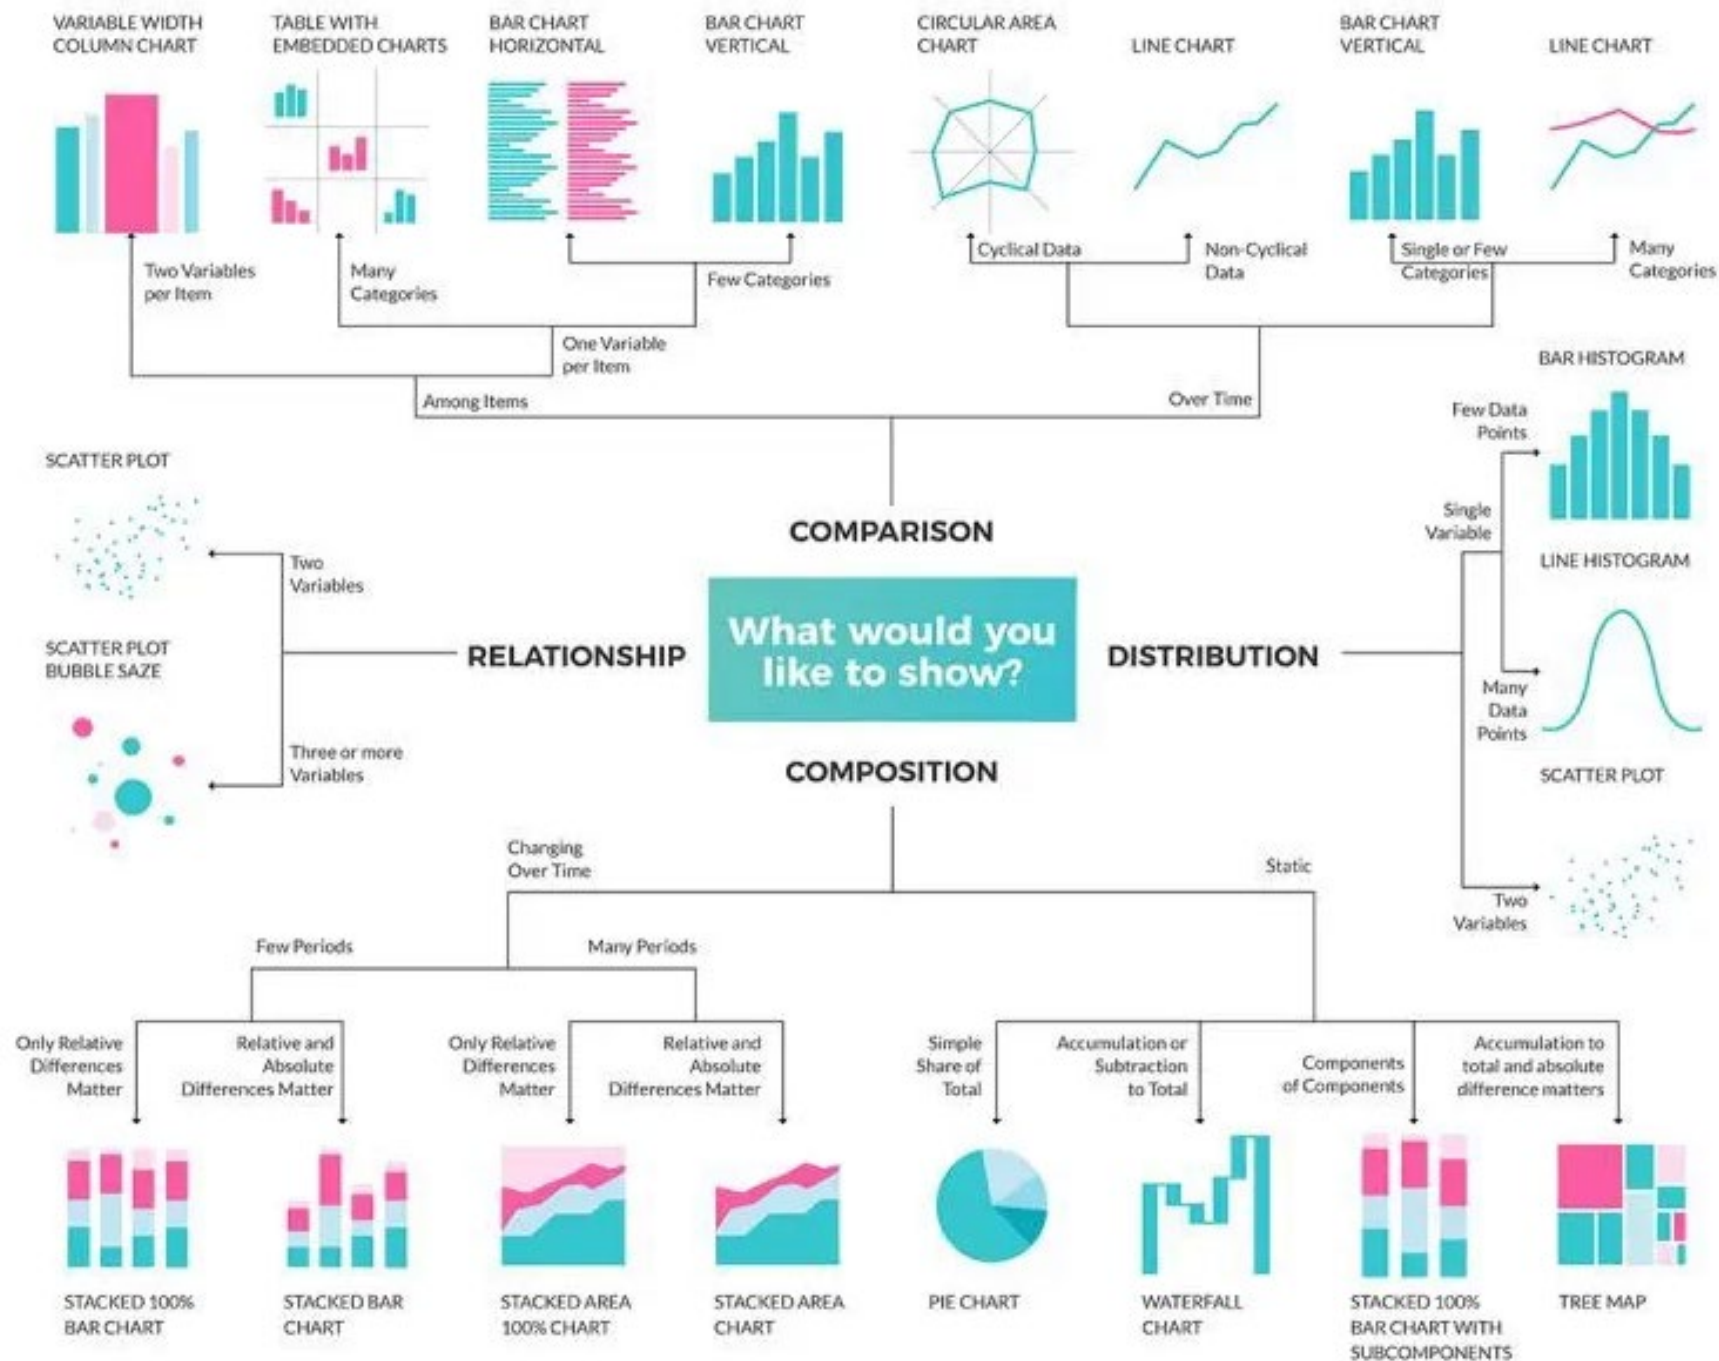 VARIABLE WIDTH
COLUMN CHART
TABLE WITH
EMBEDDED CHARTS
BAR CHART
HORIZONTAL
BAR CHART
VERTICAL
CIRCULAR AREA
CHART
LINE CHART
BAR CHART
VERTICAL
LINE CHART
Two Variables
per Item
Many
Categories
Few Categories
Cyclical Data
Non-Cyclical
Data
Single or Few
Categories
Many
Categories
One Variable
per Item
Among Items
Over Time
BAR HISTOGRAM
Few Data
Points
Single
Variable
LINE HISTOGRAM
Many
Data
Points
SCATTER PLOT
Two
Variables
SCATTER PLOT
Two
Variables
SCATTER PLOT
BUBBLE SAZE
Three or more
Variables
COMPARISON
RELATIONSHIP
What would you
like to show?
DISTRIBUTION
COMPOSITION
Changing
Over Time
Static
Few Periods
Many Periods
Only Relative
Differences
Matter
Relative and
Absolute
Differences Matter
Only Relative
Differences
Matter
Relative and
Absolute
Differences Matter
Simple
Share of
Total
Accumulation or
Subtraction
to Total
Components
of Components
Accumulation to
total and absolute
difference matters
STACKED 100%
BAR CHART
STACKED BAR
CHART
STACKED AREA
100% CHART
STACKED AREA
CHART
PIE CHART
WATERFALL
CHART
STACKED 100%
BAR CHART WITH
SUBCOMPONENTS
TREE MAP